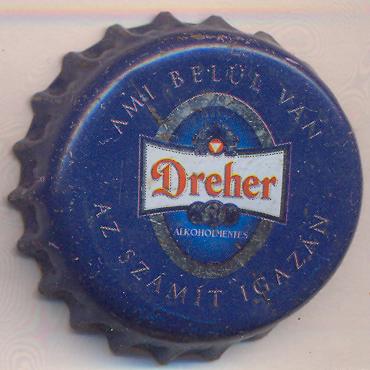 AMI BELÜL VAN
Dreher
ALKOHOLMENTES
AZ SZÁMÍT IGAZÁN